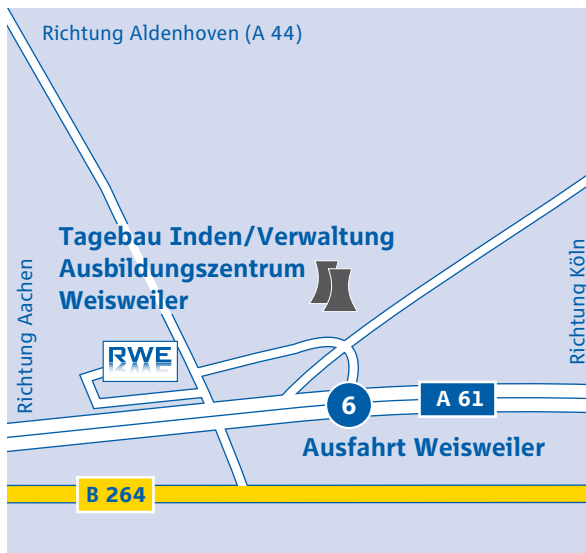 Richtung Aldenhoven (A 44)
Tagebau Inden/Verwaltung
Ausbildungszentrum
Weisweiler
Richtung Aachen
Richtung Köln
RWE
6
A 61
Ausfahrt Weisweiler
B 264